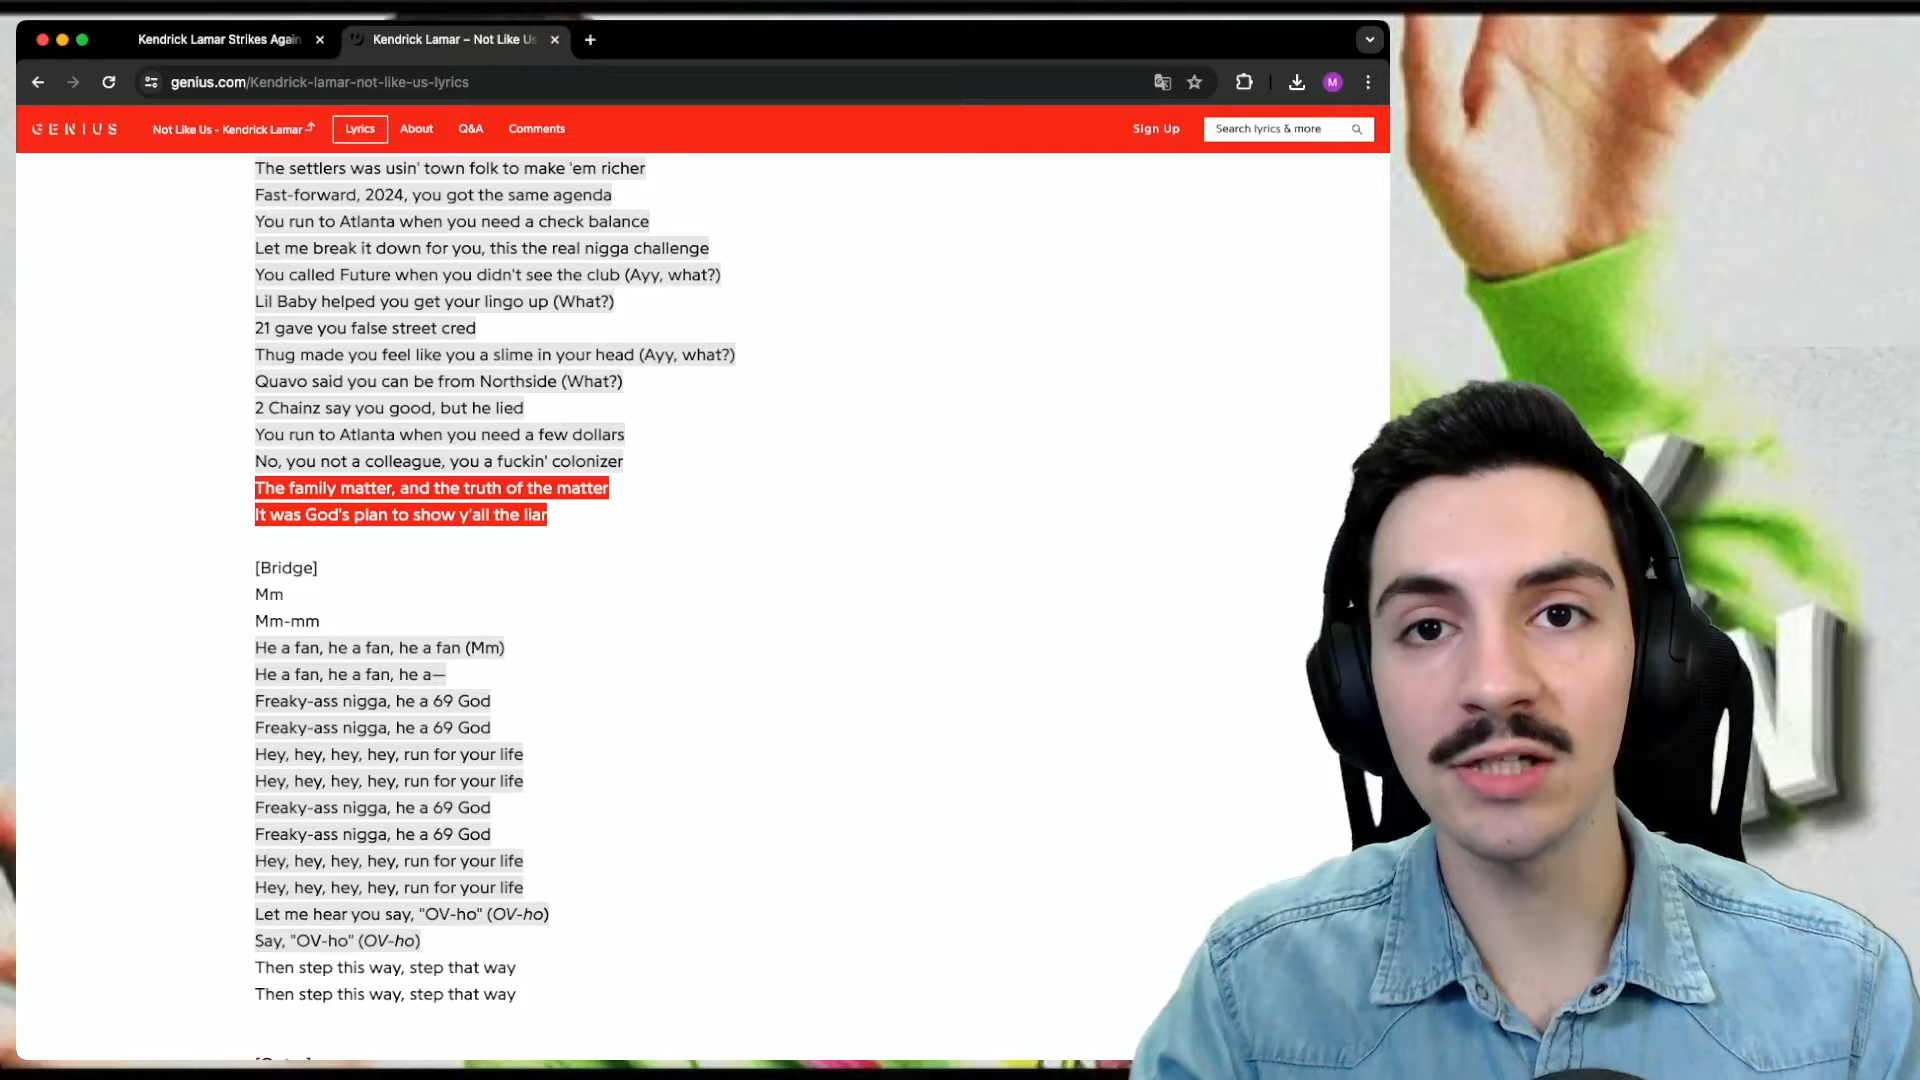 Kendrick Lamar Strikes Again
Kendrick Lamar – Not Like Us
genius.com/Kendrick-lamar-not-like-us-lyrics
M
GENIUS
Not Like Us - Kendrick Lamar
Lyrics
About
Q&A
Comments
Sign Up
Search lyrics & more
The settlers was usin' town folk to make 'em richer
Fast-forward, 2024, you got the same agenda
You run to Atlanta when you need a check balance
Let me break it down for you, this the real nigga challenge
You called Future when you didn't see the club (Ayy, what?)
Lil Baby helped you get your lingo up (What?)
21 gave you false street cred
Thug made you feel like you a slime in your head (Ayy, what?)
Quavo said you can be from Northside (What?)
2 Chainz say you good, but he lied
You run to Atlanta when you need a few dollars
No, you not a colleague, you a fuckin' colonizer
The family matter, and the truth of the matter
It was God's plan to show y'all the liar
[Bridge]
Mm
Mm-mm
He a fan, he a fan, he a fan (Mm)
He a fan, he a fan, he a—
Freaky-ass nigga, he a 69 God
Freaky-ass nigga, he a 69 God
Hey, hey, hey, hey, run for your life
Hey, hey, hey, hey, run for your life
Freaky-ass nigga, he a 69 God
Freaky-ass nigga, he a 69 God
Hey, hey, hey, hey, run for your life
Hey, hey, hey, hey, run for your life
Let me hear you say, "OV-ho" (OV-ho)
Say, "OV-ho" (OV-ho)
Then step this way, step that way
Then step this way, step that way